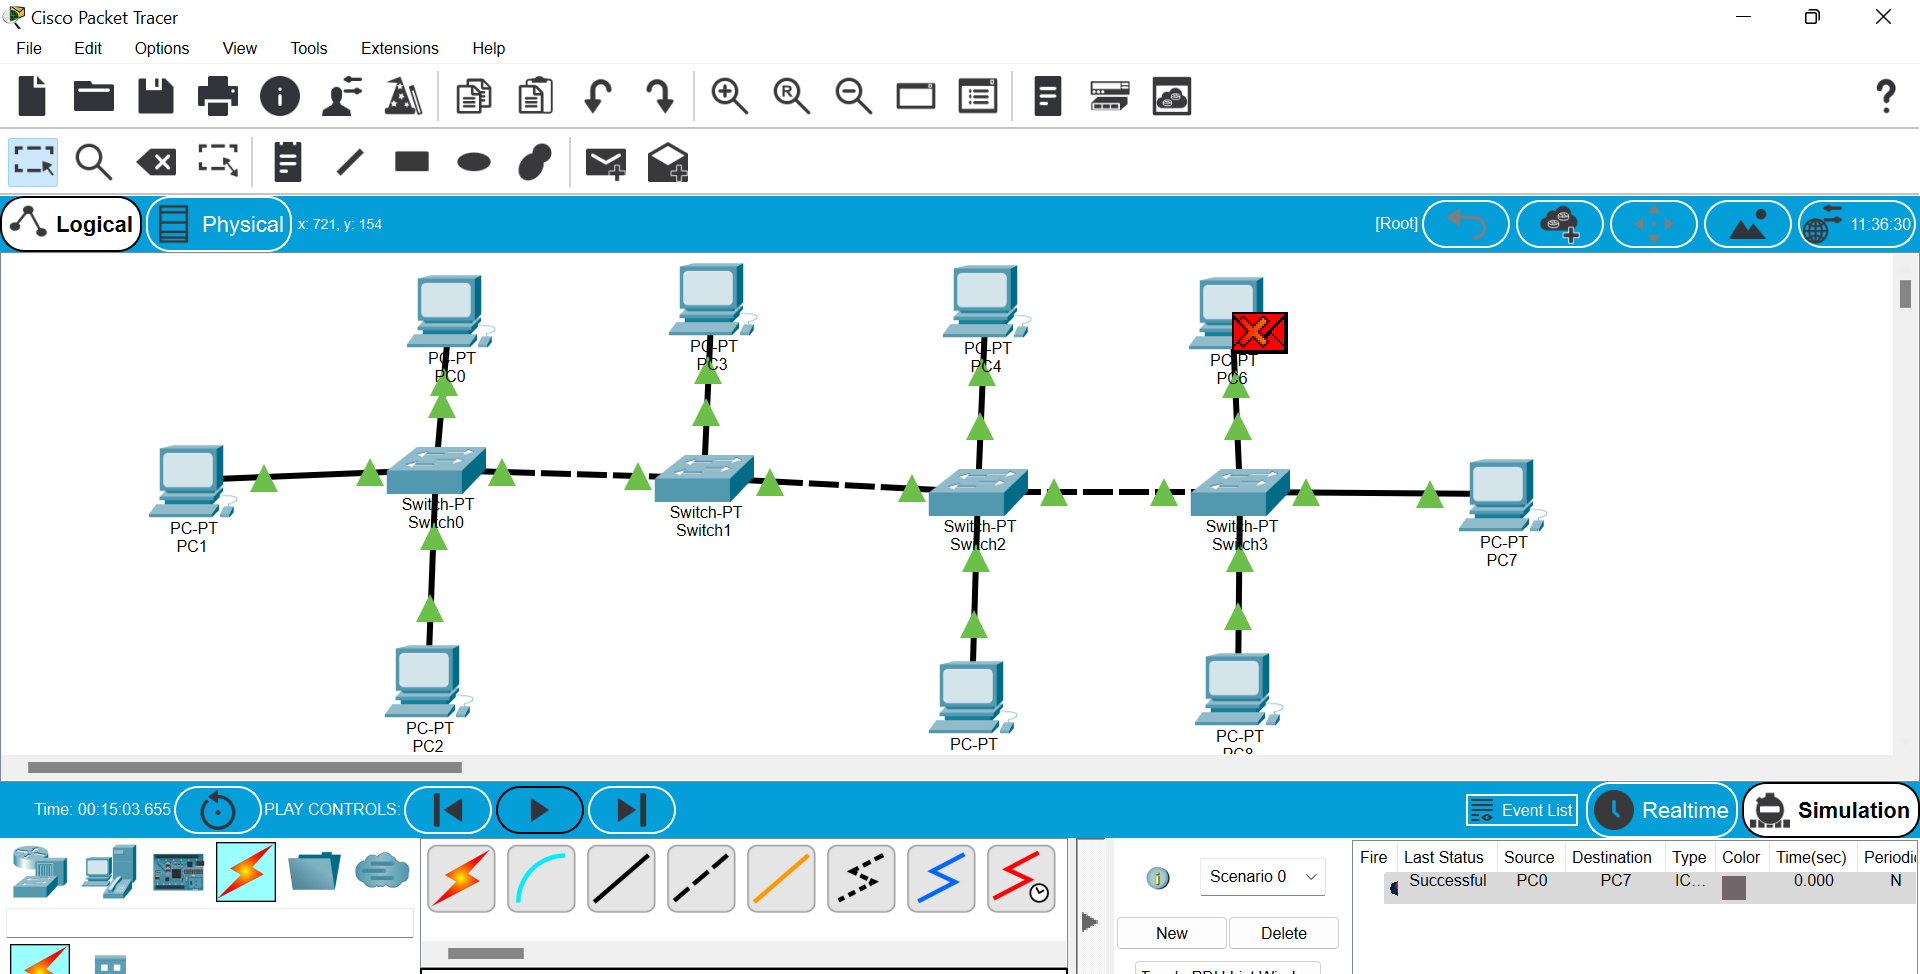 Cisco Packet Tracer
File Edit Options View Tools Extensions Help
Logical Physical x: 721, y: 154 [Root] 11:36:30
PC-PT
PC0
PC-PT
PC3
PC-PT
PC4
PC-PT
PC6
PC-PT
PC1
Switch-PT
Switch0
Switch-PT
Switch1
Switch-PT
Switch2
Switch-PT
Switch3
PC-PT
PC7
PC-PT
PC2
PC-PT
PC-PT
PC8
Time: 00:15:03.655 PLAY CONTROLS: Event List Realtime Simulation
Scenario 0
New Delete
Fire Last Status Source Destination Type Color Time(sec) Periodic
Successful PC0 PC7 IC... 0.000 N